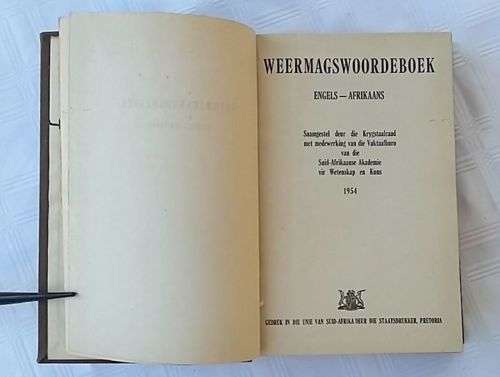 WEERMAGSWOORDEBOEK
ENGELS — AFRIKAANS
Saamgestel deur die Krygstaalraad
met medewerking van die Vaktaalburo
van die
Suid-Afrikaanse Akademie
vir Wetenskap en Kuns
1954
GEDRUK IN DIE UNIE VAN SUID-AFRIKA DEUR DIE STAATSDRUKKER, PRETORIA